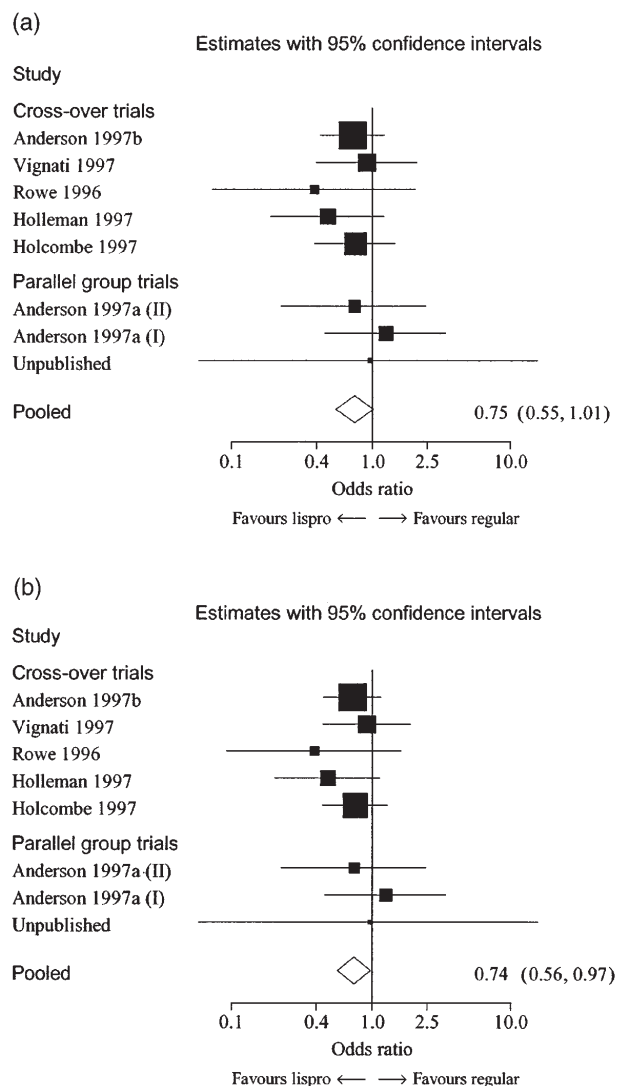 (a)
Estimates with 95% confidence intervals
Study
Cross-over trials
Anderson 1997b
Vignati 1997
Rowe 1996
Holleman 1997
Holcombe 1997
Parallel group trials
Anderson 1997a (II)
Anderson 1997a (I)
Unpublished
Pooled 0.75 (0.55, 1.01)
0.1 0.4 1.0 2.5 10.0
Odds ratio
Favours lispro ← → Favours regular
(b)
Estimates with 95% confidence intervals
Study
Cross-over trials
Anderson 1997b
Vignati 1997
Rowe 1996
Holleman 1997
Holcombe 1997
Parallel group trials
Anderson 1997a (II)
Anderson 1997a (I)
Unpublished
Pooled 0.74 (0.56, 0.97)
0.1 0.4 1.0 2.5 10.0
Odds ratio
Favours lispro ← → Favours regular